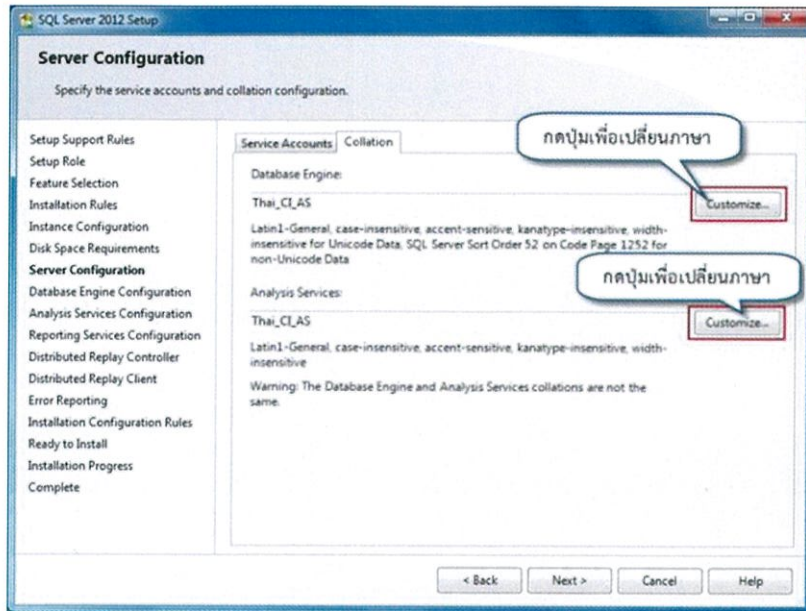 SQL Server 2012 Setup
Server Configuration
Specify the service accounts and collation configuration.
Setup Support Rules
Setup Role
Feature Selection
Installation Rules
Instance Configuration
Disk Space Requirements
Server Configuration
Database Engine Configuration
Analysis Services Configuration
Reporting Services Configuration
Distributed Replay Controller
Distributed Replay Client
Error Reporting
Installation Configuration Rules
Ready to Install
Installation Progress
Complete
Service Accounts Collation
กดปุ่มเพื่อเปลี่ยนภาษา
Database Engine:
Thai_CI_AS
Customize...
Latin1-General, case-insensitive, accent-sensitive, kanatype-insensitive, width-
insensitive for Unicode Data, SQL Server Sort Order 52 on Code Page 1252 for
non-Unicode Data
กดปุ่มเพื่อเปลี่ยนภาษา
Analysis Services:
Thai_CI_AS
Customize...
Latin1-General, case-insensitive, accent-sensitive, kanatype-insensitive, width-
insensitive
Warning: The Database Engine and Analysis Services collations are not the
same.
< Back Next > Cancel Help